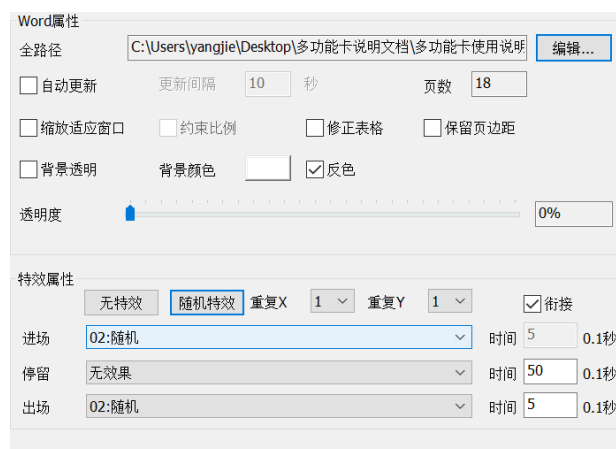 Word属性
全路径 C:\Users\yangjie\Desktop\多功能卡说明文档\多功能卡使用说明 编辑...
自动更新 更新间隔 10 秒 页数 18
缩放适应窗口 约束比例 修正表格 保留页边距
背景透明 背景颜色 反色
透明度 0%
特效属性
无特效 随机特效 重复X 1 重复Y 1 衔接
进场 02:随机 时间 5 0.1秒
停留 无效果 时间 50 0.1秒
出场 02:随机 时间 5 0.1秒